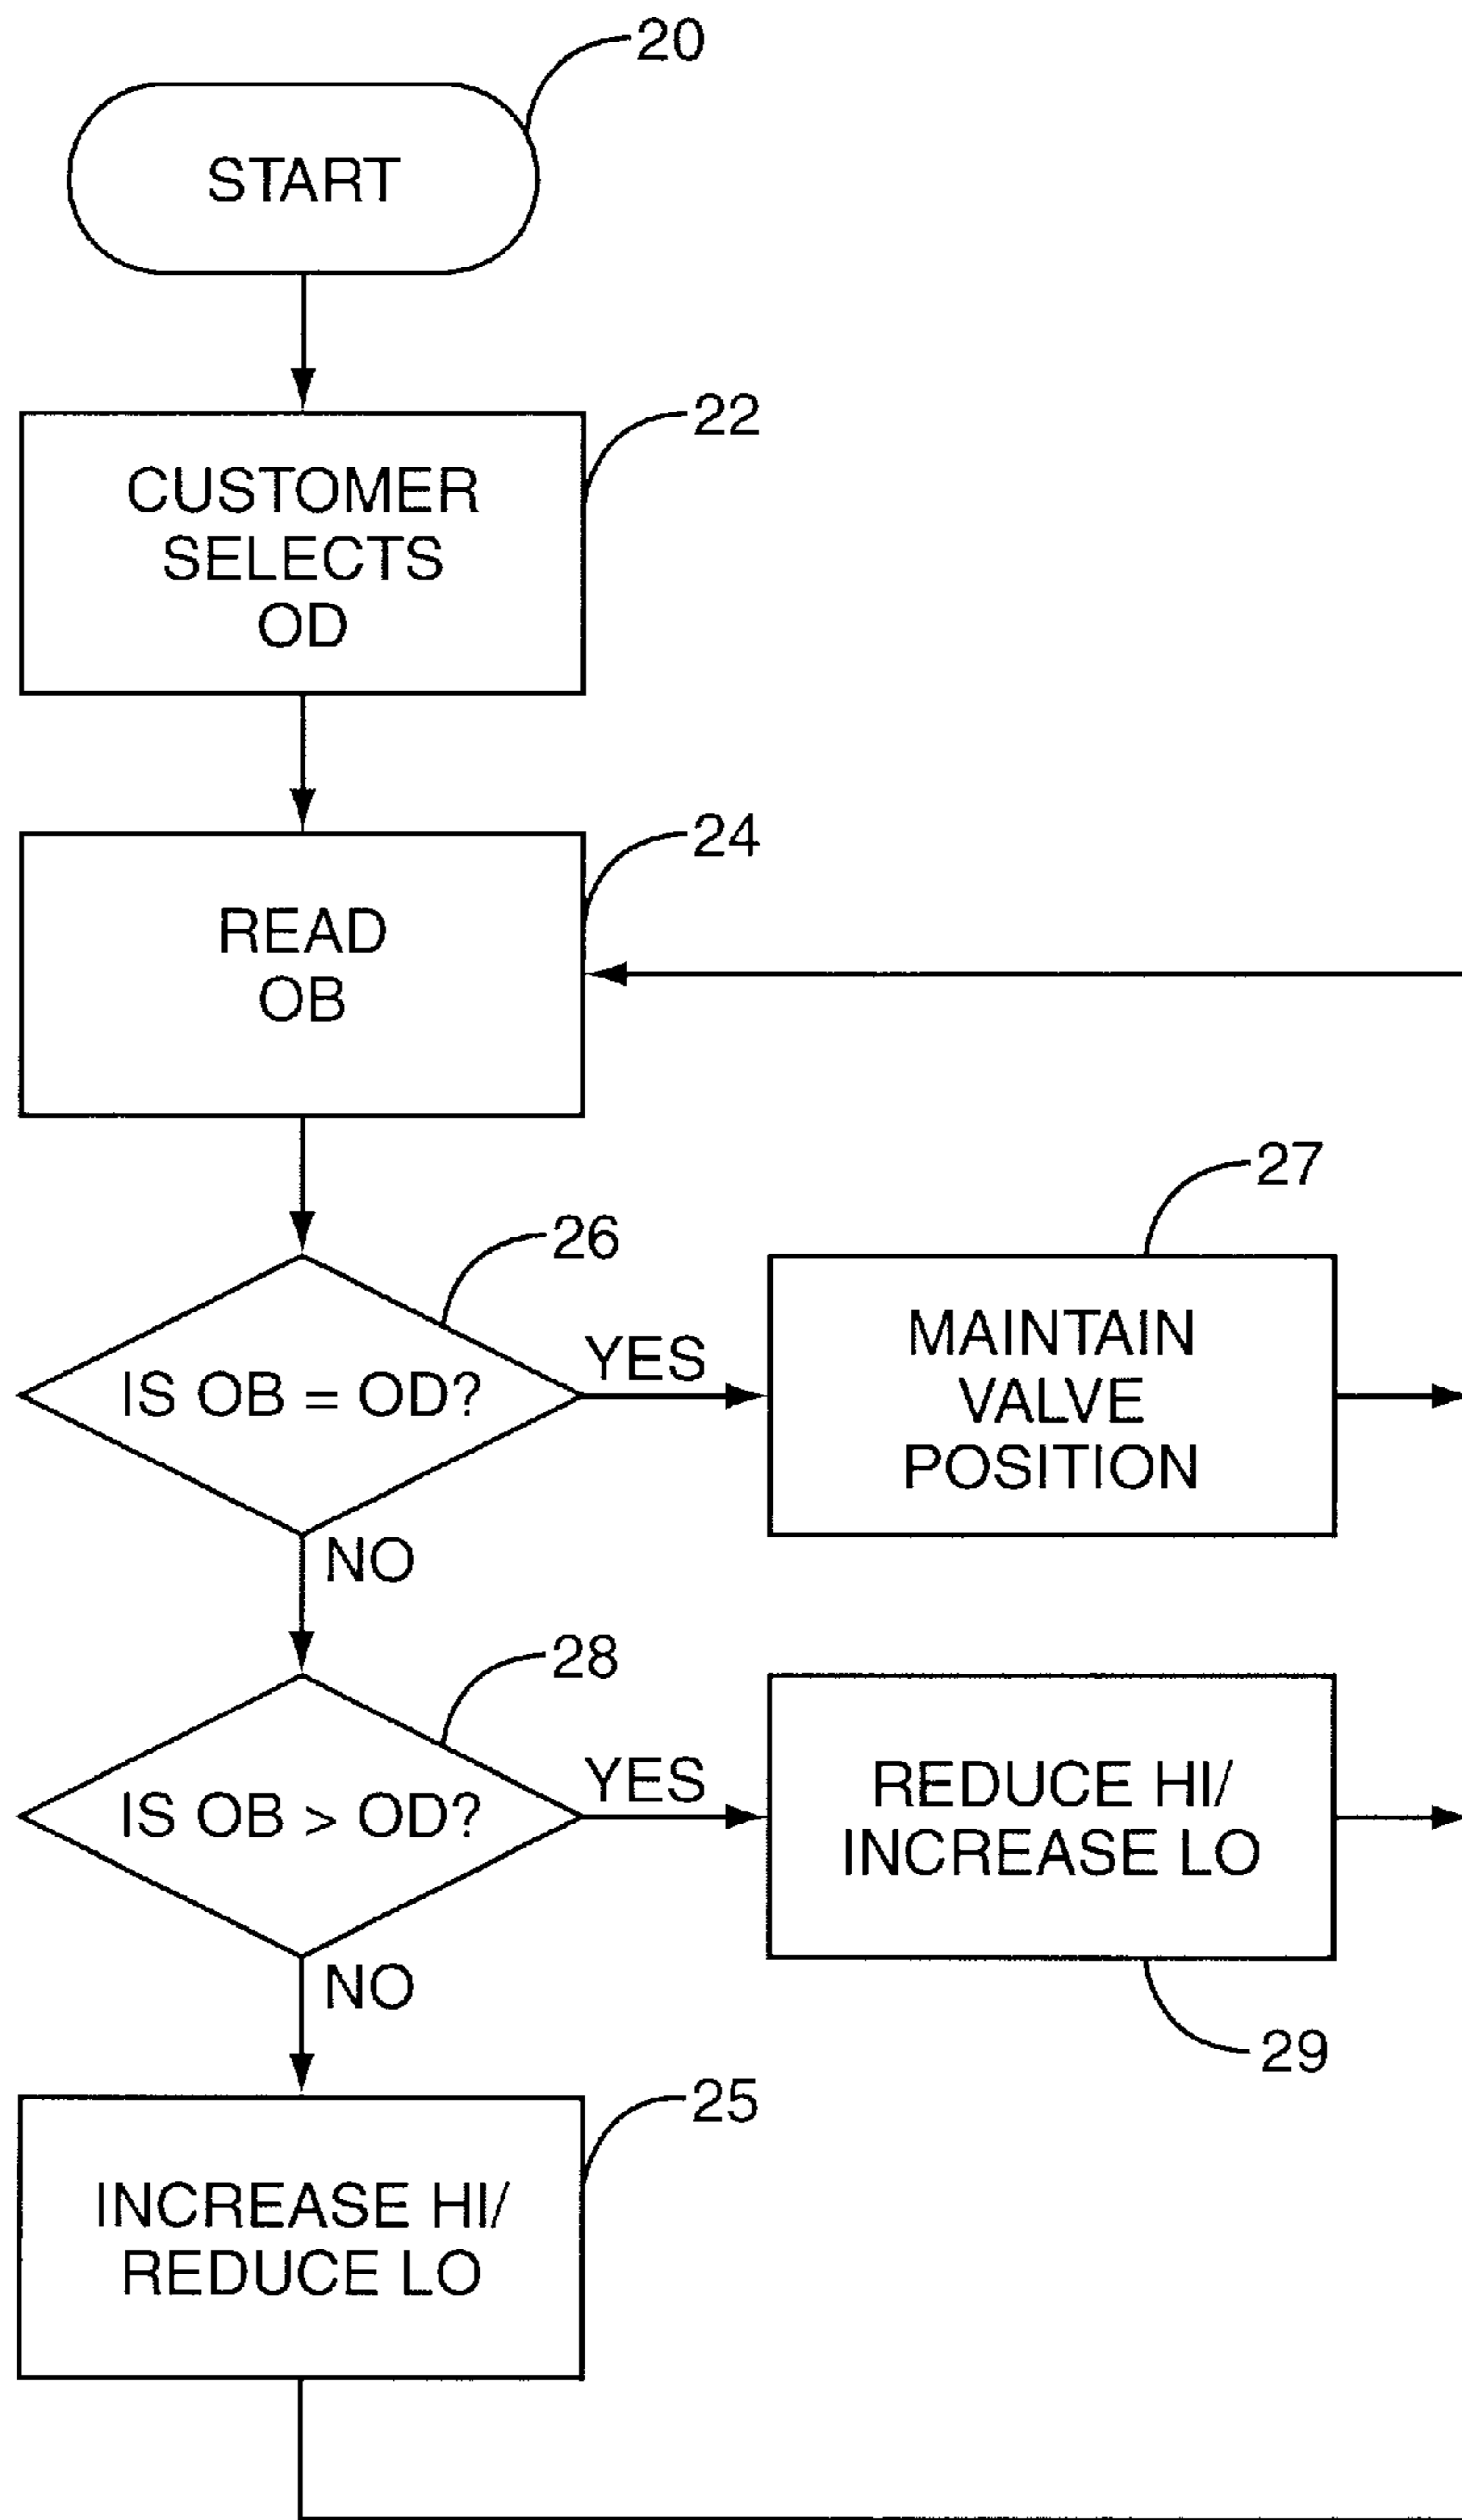 20
START
22
CUSTOMER
SELECTS
OD
24
READ
OB
27
26
IS OB = OD?
YES
MAINTAIN
VALVE
POSITION
NO
28
IS OB > OD?
YES
REDUCE HI/
INCREASE LO
NO
29
25
INCREASE HI/
REDUCE LO